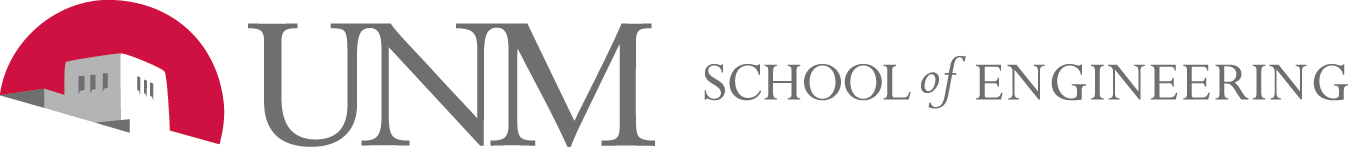 UNM SCHOOL of ENGINEERING